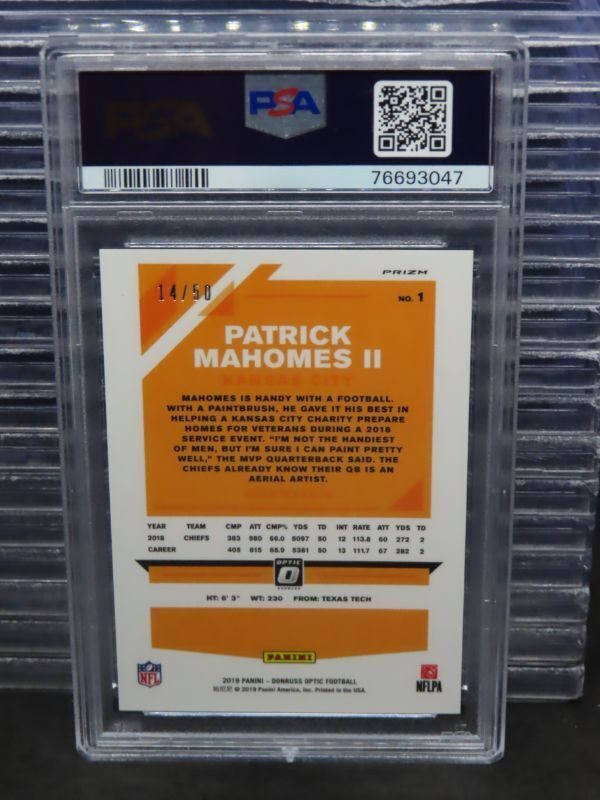 PSA
PSA
76693047
PRIZM
14/50
NO. 1
PATRICK
MAHOMES II
KANSAS CITY
MAHOMES IS HANDY WITH A FOOTBALL.
WITH A PAINTBRUSH, HE GAVE IT HIS BEST IN
HELPING A KANSAS CITY CHARITY PREPARE
HOMES FOR VETERANS DURING A 2018
SERVICE EVENT. "I'M NOT THE HANDIEST
OF MEN, BUT I'M SURE I CAN PAINT PRETTY
WELL," THE MVP QUARTERBACK SAID. THE
CHIEFS ALREADY KNOW THEIR QB IS AN
AERIAL ARTIST.
YEAR TEAM CMP ATT CMP% YDS TD INT RATE ATT YDS TD
2018 CHIEFS 383 580 66.0 5097 50 12 113.8 60 272 2
CAREER 405 615 65.9 5381 50 13 111.7 67 282 2
OPTIC
O
DONRUSS
HT: 6' 3" WT: 230 FROM: TEXAS TECH
PANINI
NFL
NFLPA
2019 PANINI – DONRUSS OPTIC FOOTBALL
帕尼尼 © 2019 Panini America, Inc. Printed in the USA.